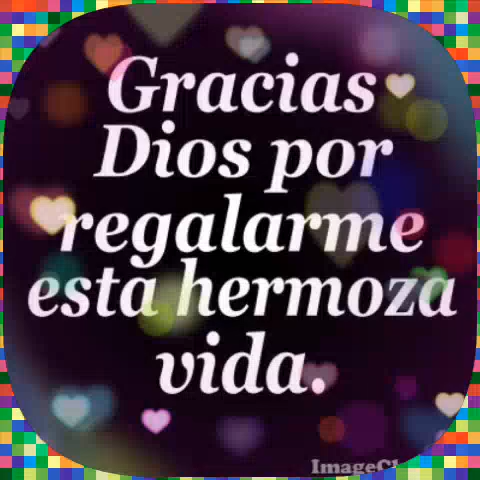 Gracias
Dios por
regalarme
esta hermoza
vida.